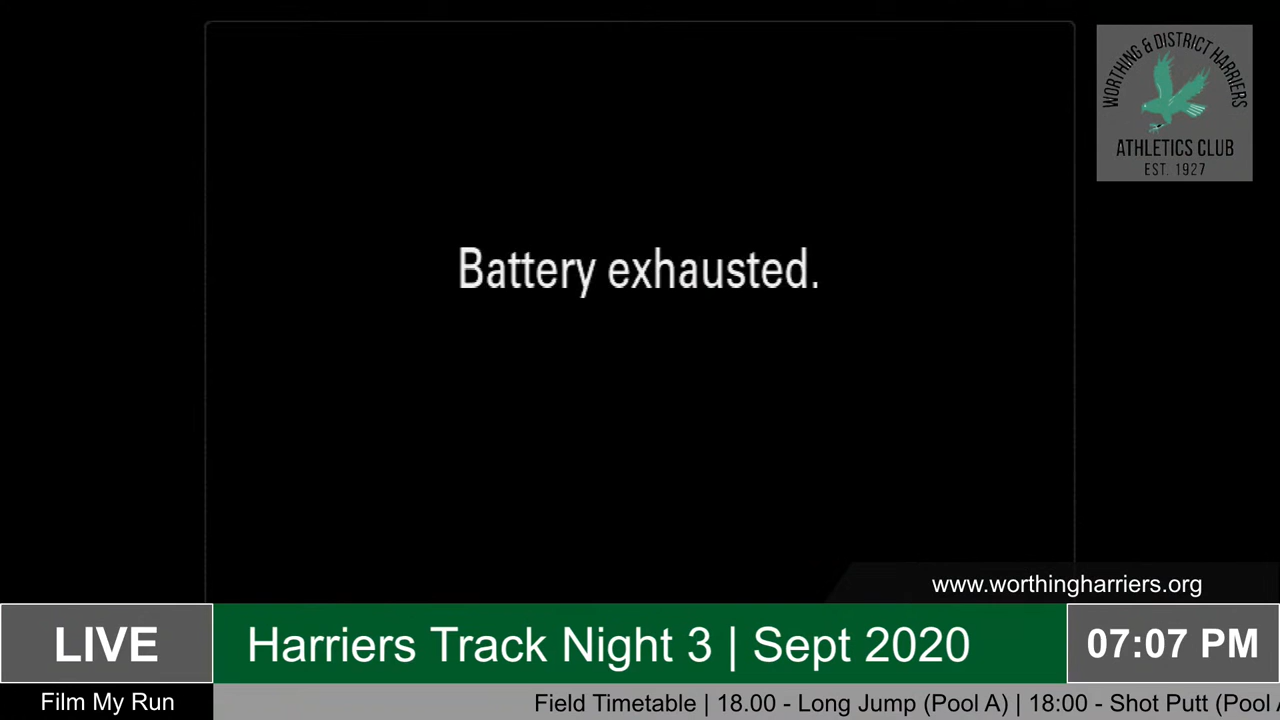 WORTHING & DISTRICT HARRIERS
ATHLETICS CLUB
EST. 1927
Battery exhausted.
www.worthingharriers.org
LIVE
Harriers Track Night 3 | Sept 2020
07:07 PM
Film My Run
Field Timetable | 18.00 - Long Jump (Pool A) | 18:00 - Shot Putt (Pool